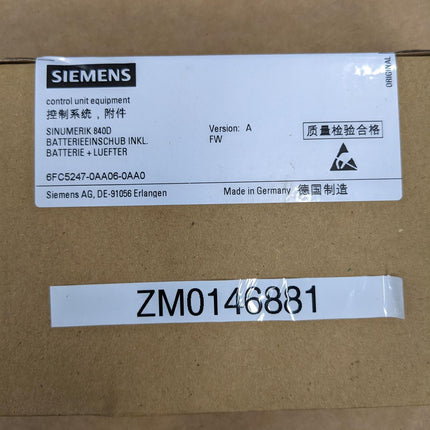 SIEMENS
ORIGINAL
control unit equipment
控制系统，附件
SINUMERIK 840D
BATTERIEEINSCHUB INKL.
BATTERIE + LUEFTER
Version: A
FW
质量检验合格
6FC5247-0AA06-0AA0
Siemens AG, DE-91056 Erlangen
Made in Germany 德国制造
ZM0146881